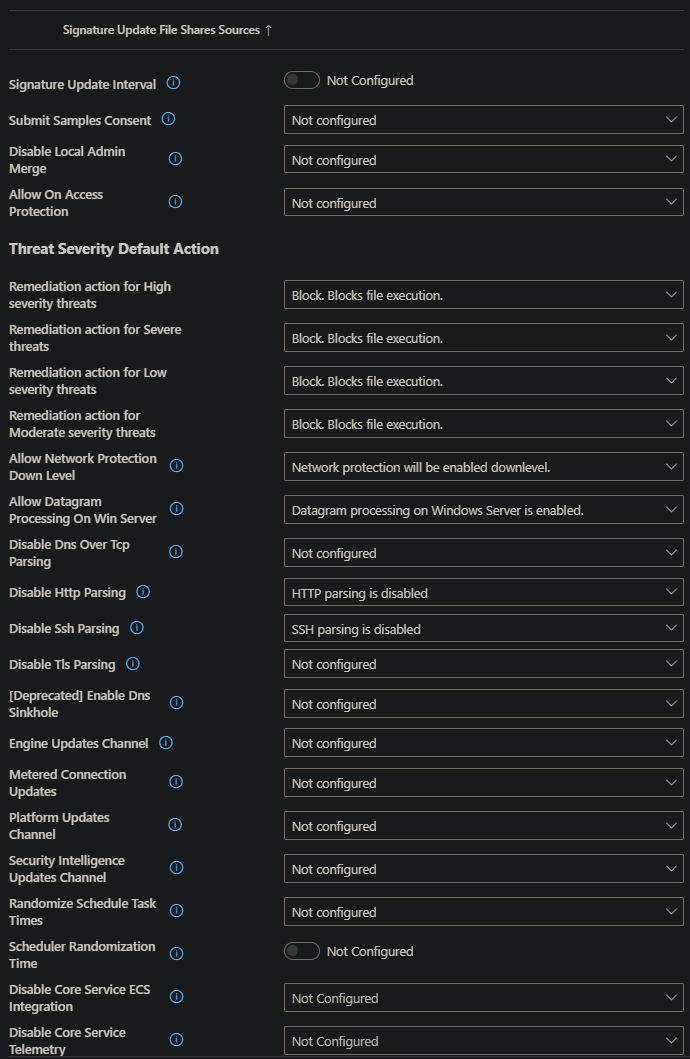 Signature Update File Shares Sources ↑
Signature Update Interval
Not Configured
Submit Samples Consent
Not configured
Disable Local Admin
Merge
Not configured
Allow On Access
Protection
Not configured
Threat Severity Default Action
Remediation action for High
severity threats
Block. Blocks file execution.
Remediation action for Severe
threats
Block. Blocks file execution.
Remediation action for Low
severity threats
Block. Blocks file execution.
Remediation action for
Moderate severity threats
Block. Blocks file execution.
Allow Network Protection
Down Level
Network protection will be enabled downlevel.
Allow Datagram
Processing On Win Server
Datagram processing on Windows Server is enabled.
Disable Dns Over Tcp
Parsing
Not configured
Disable Http Parsing
HTTP parsing is disabled
Disable Ssh Parsing
SSH parsing is disabled
Disable Tls Parsing
Not configured
[Deprecated] Enable Dns
Sinkhole
Not configured
Engine Updates Channel
Not configured
Metered Connection
Updates
Not configured
Platform Updates
Channel
Not configured
Security Intelligence
Updates Channel
Not configured
Randomize Schedule Task
Times
Not configured
Scheduler Randomization
Time
Not Configured
Disable Core Service ECS
Integration
Not Configured
Disable Core Service
Telemetry
Not Configured